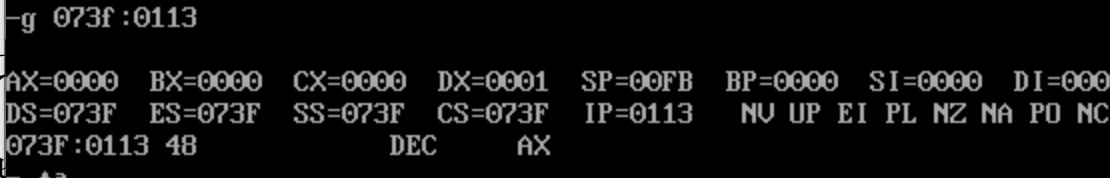 -g 073f:0113
AX=0000 BX=0000 CX=0000 DX=0001 SP=00FB BP=0000 SI=0000 DI=000
DS=073F ES=073F SS=073F CS=073F IP=0113 NV UP EI PL NZ NA PO NC
073F:0113 48 DEC AX